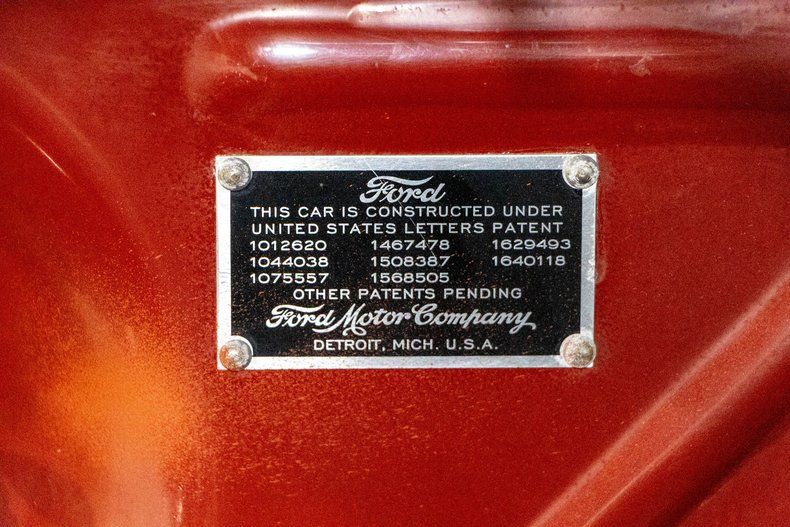 Ford
THIS CAR IS CONSTRUCTED UNDER
UNITED STATES LETTERS PATENT
1012620 1467478 1629493
1044038 1508387 1640118
1075557 1568505
OTHER PATENTS PENDING
Ford Motor Company
DETROIT, MICH. U.S.A.